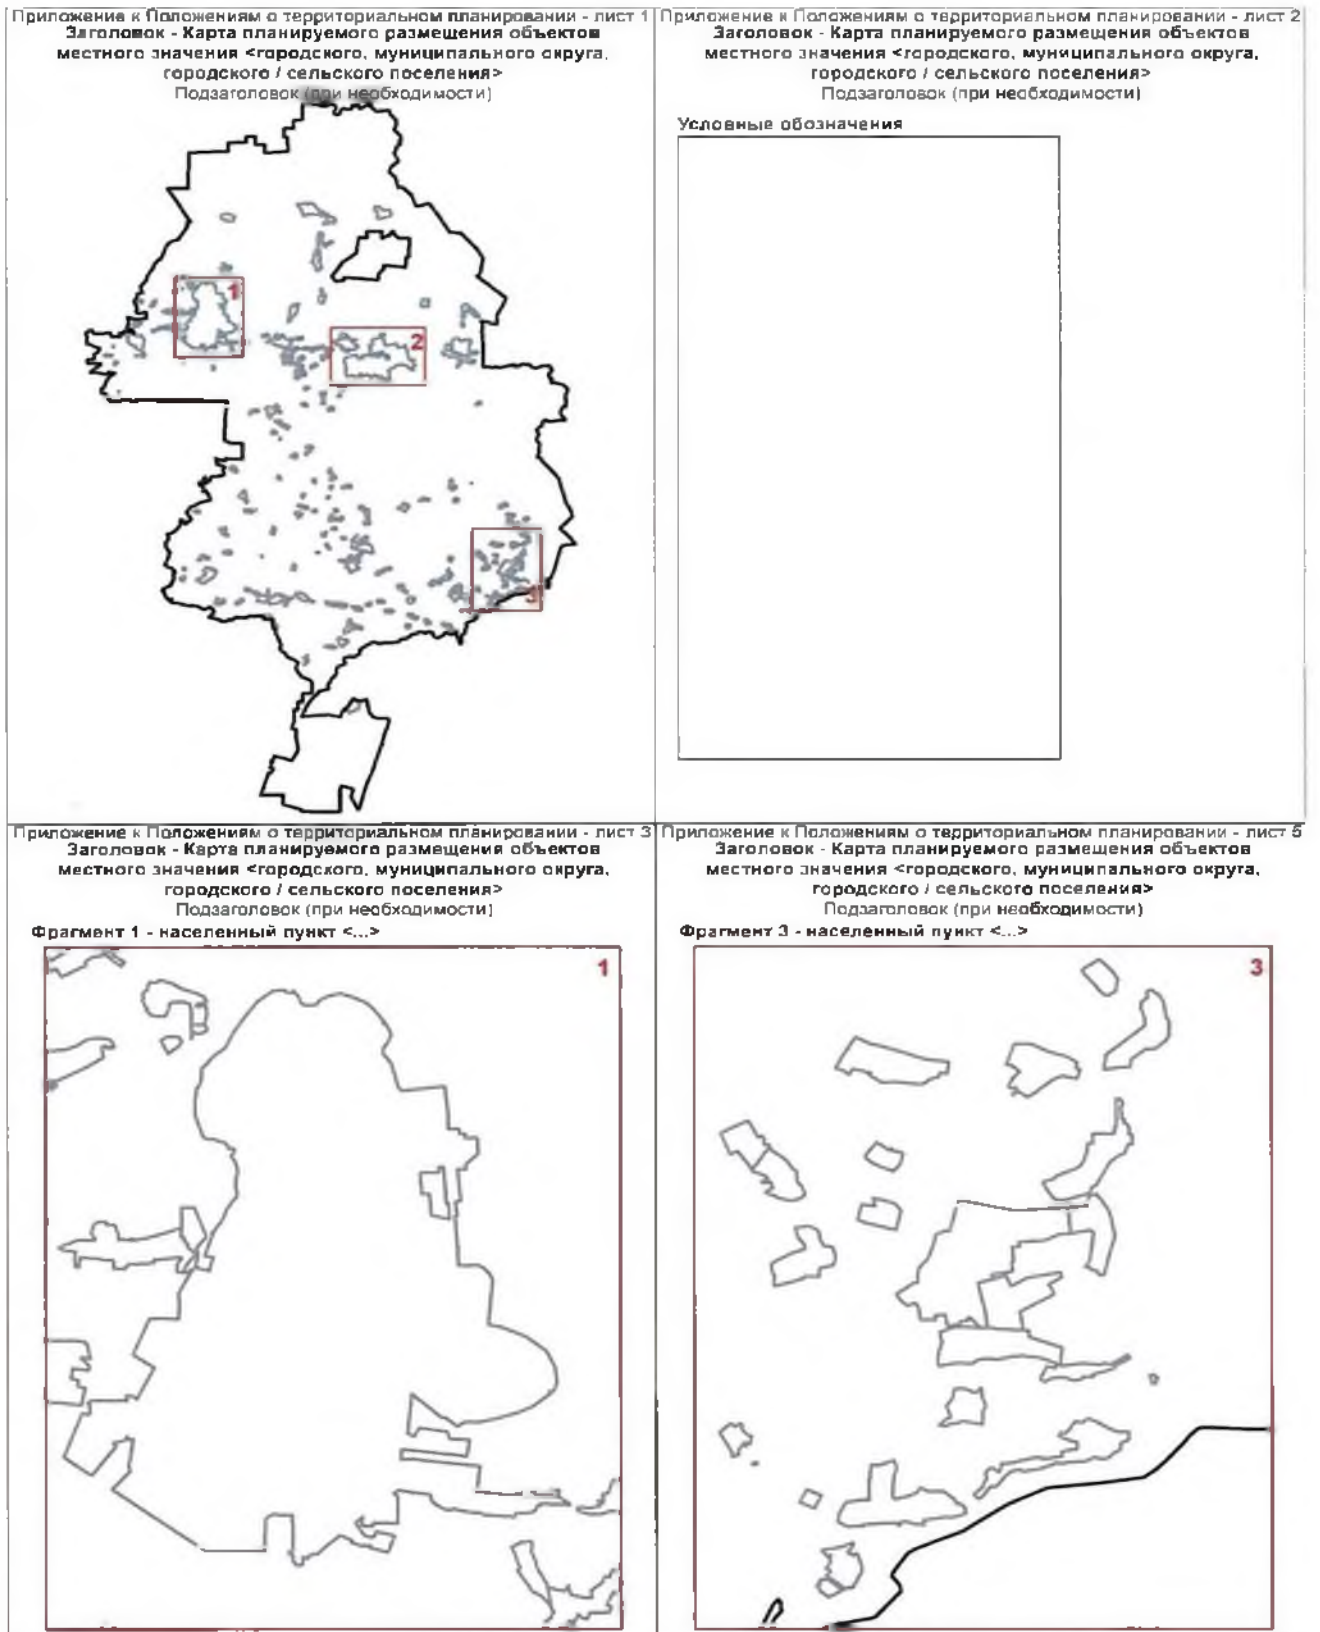 Приложение к Положениям о территориальном планировании - лист 1
Заголовок - Карта планируемого размещения объектов
местного значения <городского, муниципального округа,
городского / сельского поселения>
Подзаголовок (при необходимости)
1
2
3
Приложение к Положениям о территориальном планировании - лист 2
Заголовок - Карта планируемого размещения объектов
местного значения <городского, муниципального округа,
городского / сельского поселения>
Подзаголовок (при необходимости)
Условные обозначения
Приложение к Положениям о территориальном планировании - лист 3
Заголовок - Карта планируемого размещения объектов
местного значения <городского, муниципального округа,
городского / сельского поселения>
Подзаголовок (при необходимости)
Фрагмент 1 - населенный пункт <...>
1
Приложение к Положениям о территориальном планировании - лист 5
Заголовок - Карта планируемого размещения объектов
местного значения <городского, муниципального округа,
городского / сельского поселения>
Подзаголовок (при необходимости)
Фрагмент 3 - населенный пункт <...>
3